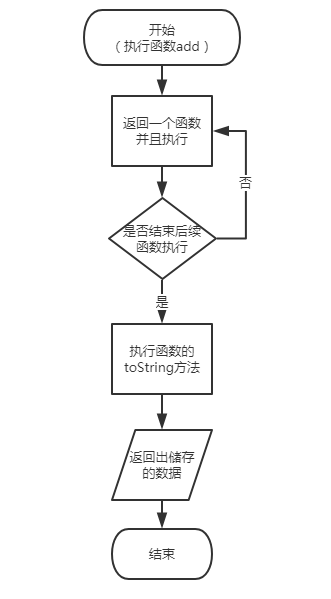 开始
（执行函数add）
返回一个函数
并且执行
否
是否结束后续
函数执行
是
执行函数的
toString方法
返回出储存
的数据
结束